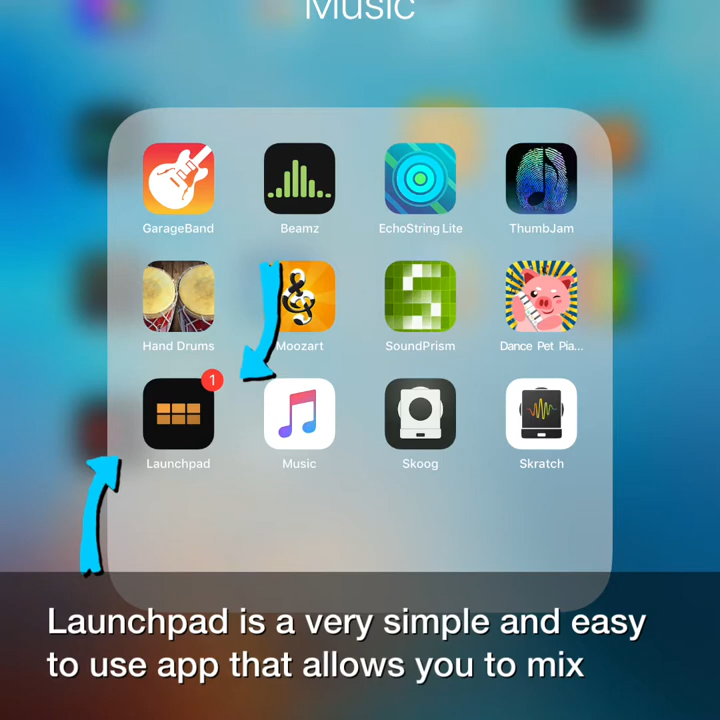 Music
GarageBand
Beamz
EchoString Lite
ThumbJam
Hand Drums
Moozart
SoundPrism
Dance Pet Pia...
1
Launchpad
Music
Skoog
Skratch
Launchpad is a very simple and easy
to use app that allows you to mix